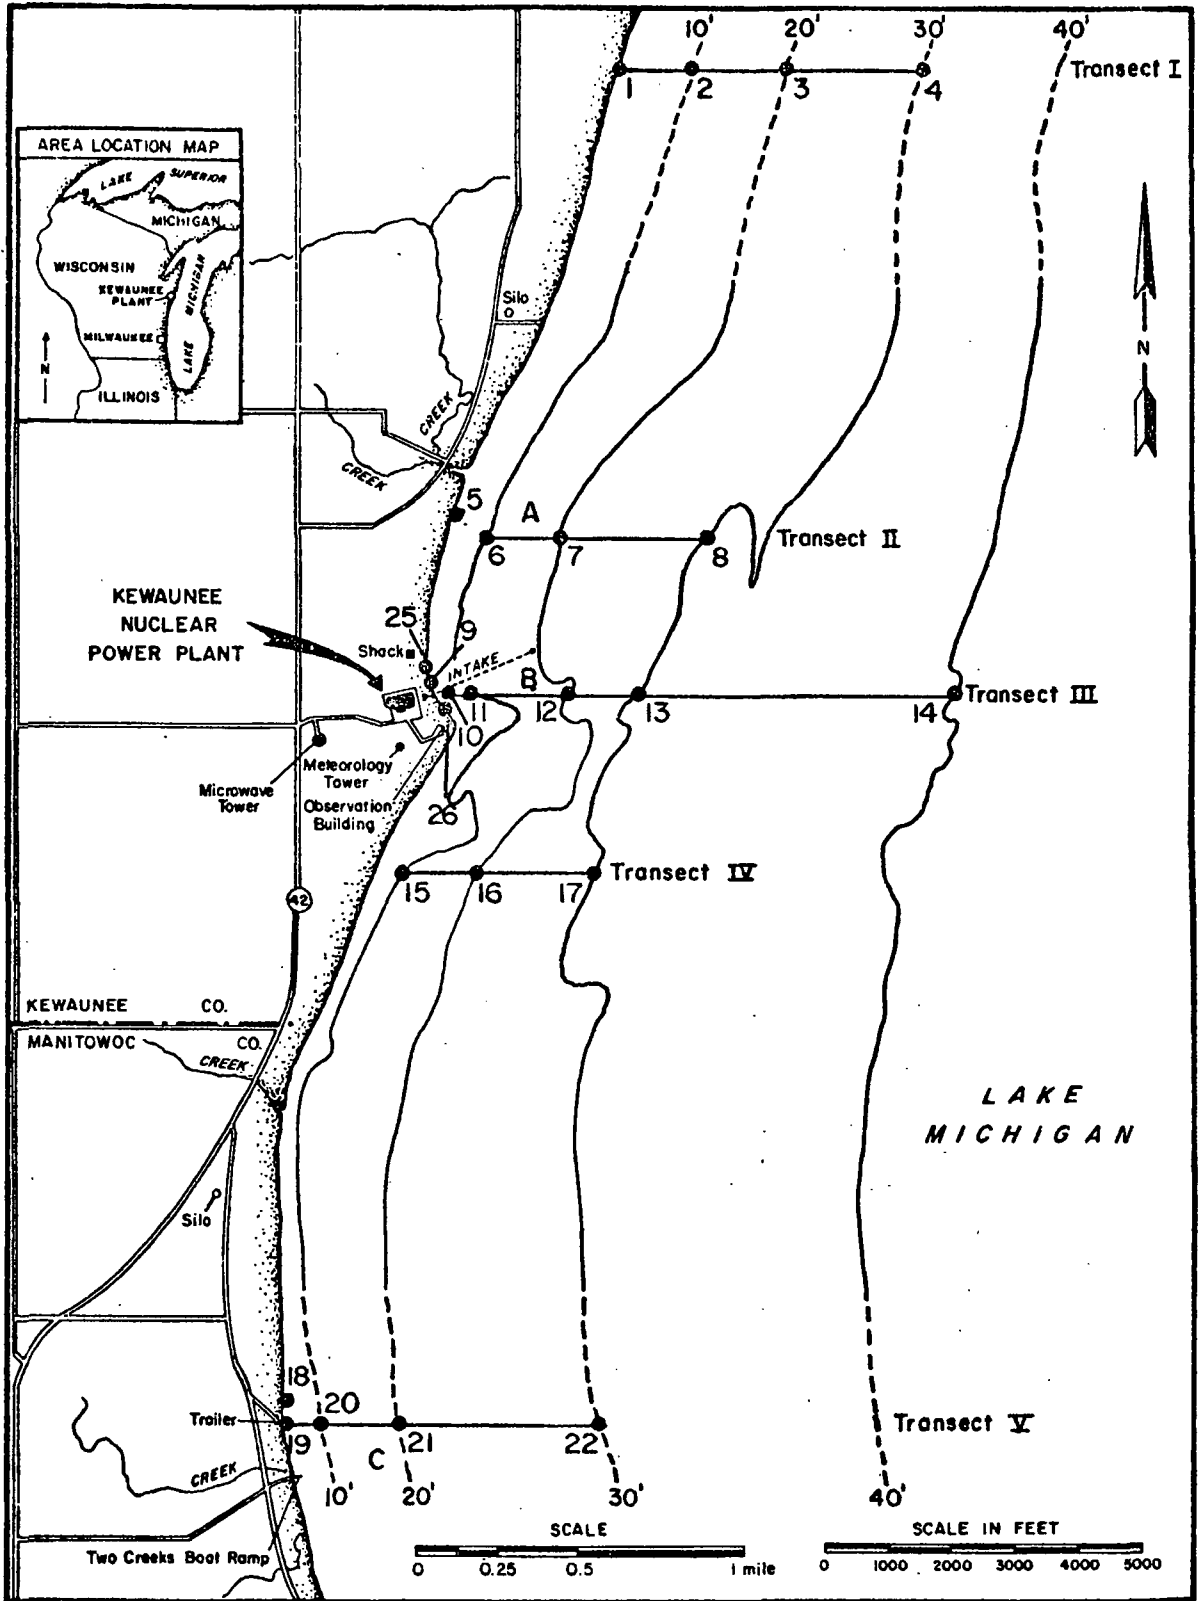 10' 20' 30' 40'
Transect I
1 2 3 4
AREA LOCATION MAP
LAKE SUPERIOR
MICHIGAN
WISCONSIN
KEWAUNEE
PLANT
LAKE MICHIGAN
MILWAUKEE
N
ILLINOIS
N
Silo
CREEK
CREEK
5
A
6 7 8
Transect II
KEWAUNEE
NUCLEAR
POWER PLANT
25
9
Shack
INTAKE
B
10 11 12 13 14
Transect III
Microwave
Tower
Meteorology
Tower
Observation
Building
26
15 16 17
Transect IV
42
KEWAUNEE CO.
MANITOWOC CO.
CREEK
LAKE
MICHIGAN
Silo
18
Trailer
19 20 21 22
Transect V
C
CREEK
10' 20' 30' 40'
Two Creeks Boat Ramp
SCALE
0 0.25 0.5 1 mile
SCALE IN FEET
0 1000 2000 3000 4000 5000